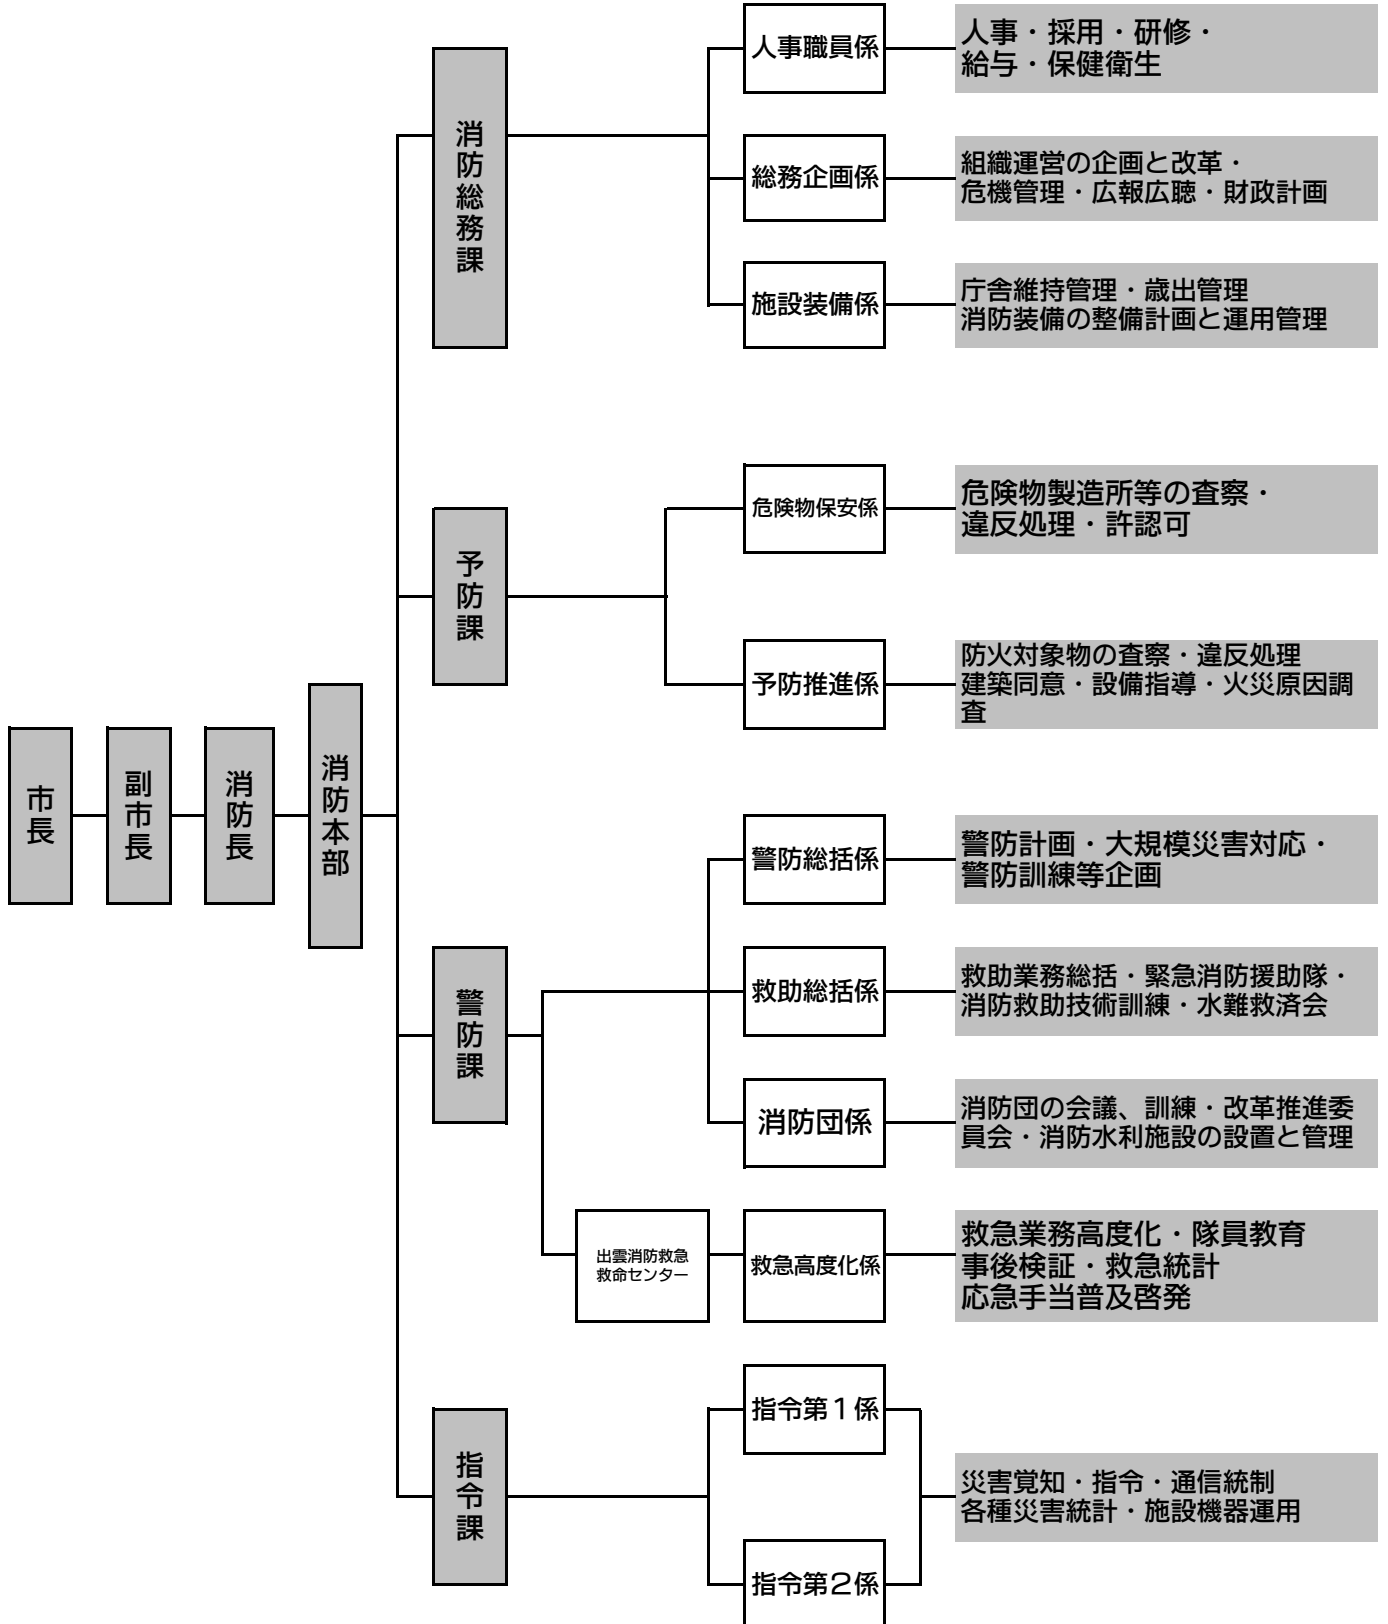 市長
副市長
消防長
消防本部
消防総務課
人事職員係
人事・採用・研修・
給与・保健衛生
総務企画係
組織運営の企画と改革・
危機管理・広報広聴・財政計画
施設装備係
庁舎維持管理・歳出管理
消防装備の整備計画と運用管理
予防課
危険物保安係
危険物製造所等の査察・
違反処理・許認可
予防推進係
防火対象物の査察・違反処理
建築同意・設備指導・火災原因調
査
警防課
警防総括係
警防計画・大規模災害対応・
警防訓練等企画
救助総括係
救助業務総括・緊急消防援助隊・
消防救助技術訓練・水難救済会
消防団係
消防団の会議、訓練・改革推進委
員会・消防水利施設の設置と管理
出雲消防救急
救命センター
救急高度化係
救急業務高度化・隊員教育
事後検証・救急統計
応急手当普及啓発
指令課
指令第１係
指令第２係
災害覚知・指令・通信統制
各種災害統計・施設機器運用